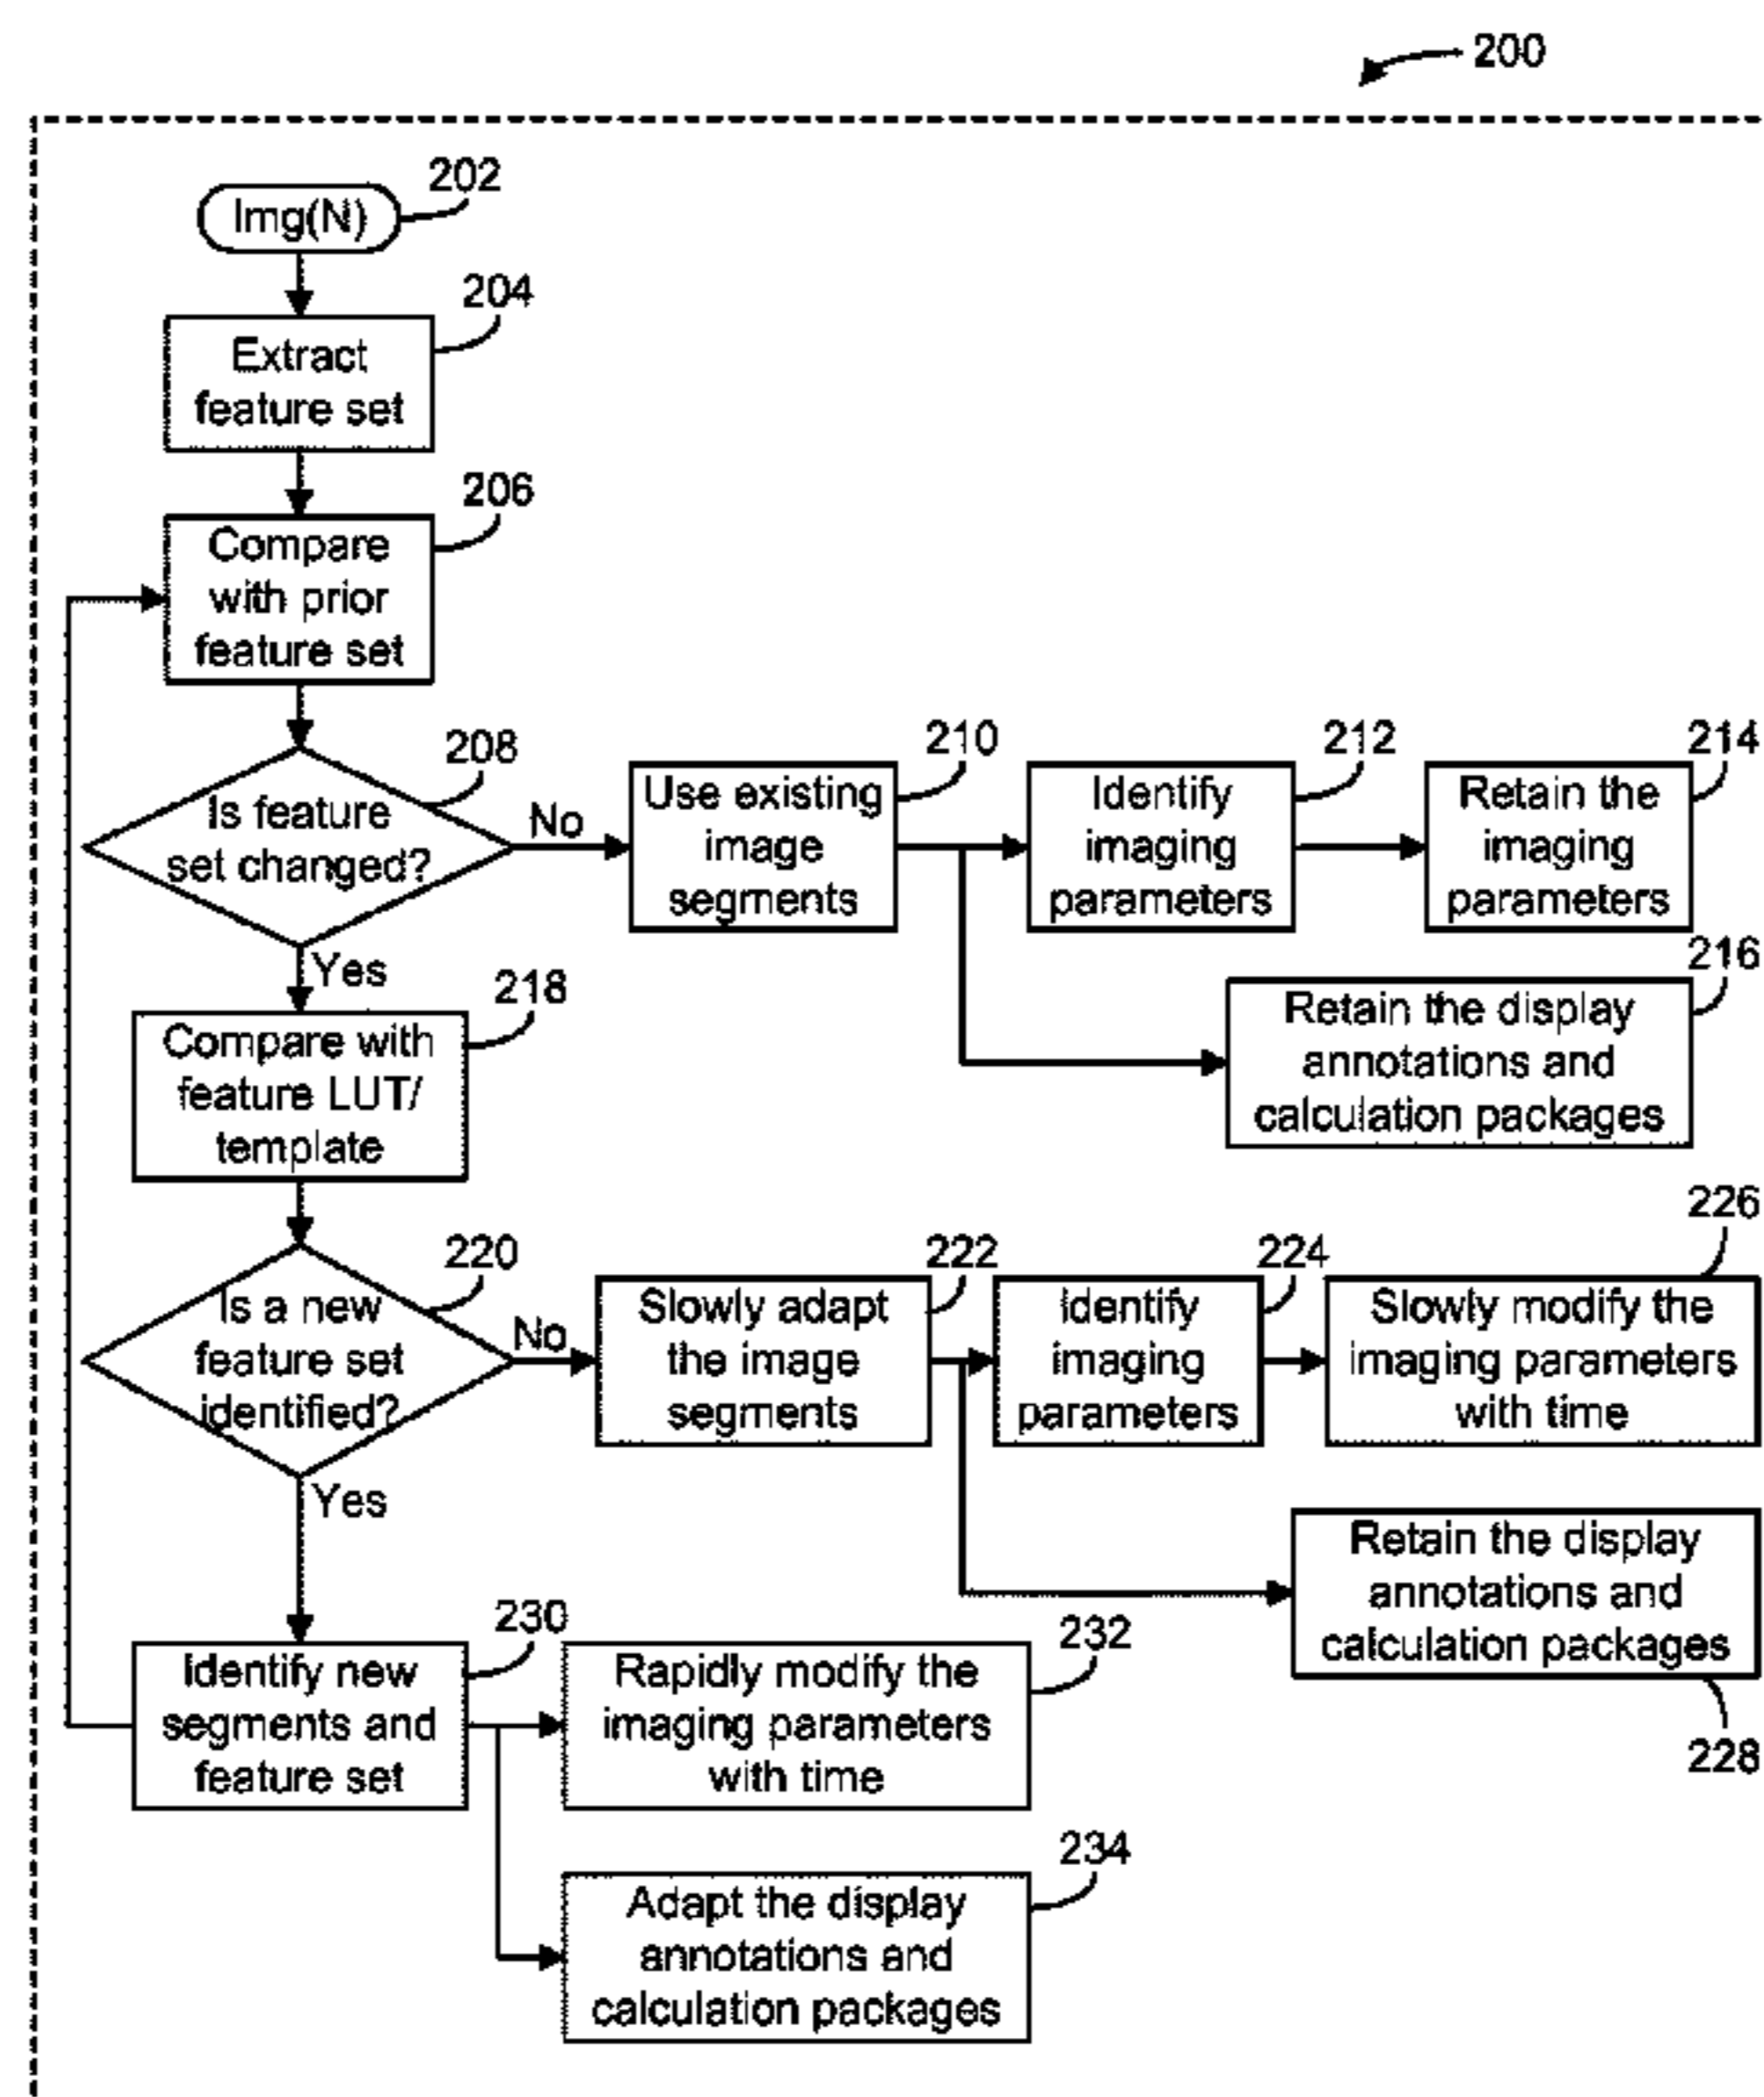 200
202
Img(N)
204
Extract
feature set
206
Compare
with prior
feature set
208
Is feature
set changed?
No
Yes
210
Use existing
image
segments
212
Identify
imaging
parameters
214
Retain the
imaging
parameters
216
Retain the display
annotations and
calculation packages
218
Compare with
feature LUT/
template
220
Is a new
feature set
identified?
No
Yes
222
Slowly adapt
the image
segments
224
Identify
imaging
parameters
226
Slowly modify the
imaging parameters
with time
Retain the display
annotations and
calculation packages
228
230
Identify new
segments and
feature set
232
Rapidly modify the
imaging parameters
with time
234
Adapt the display
annotations and
calculation packages